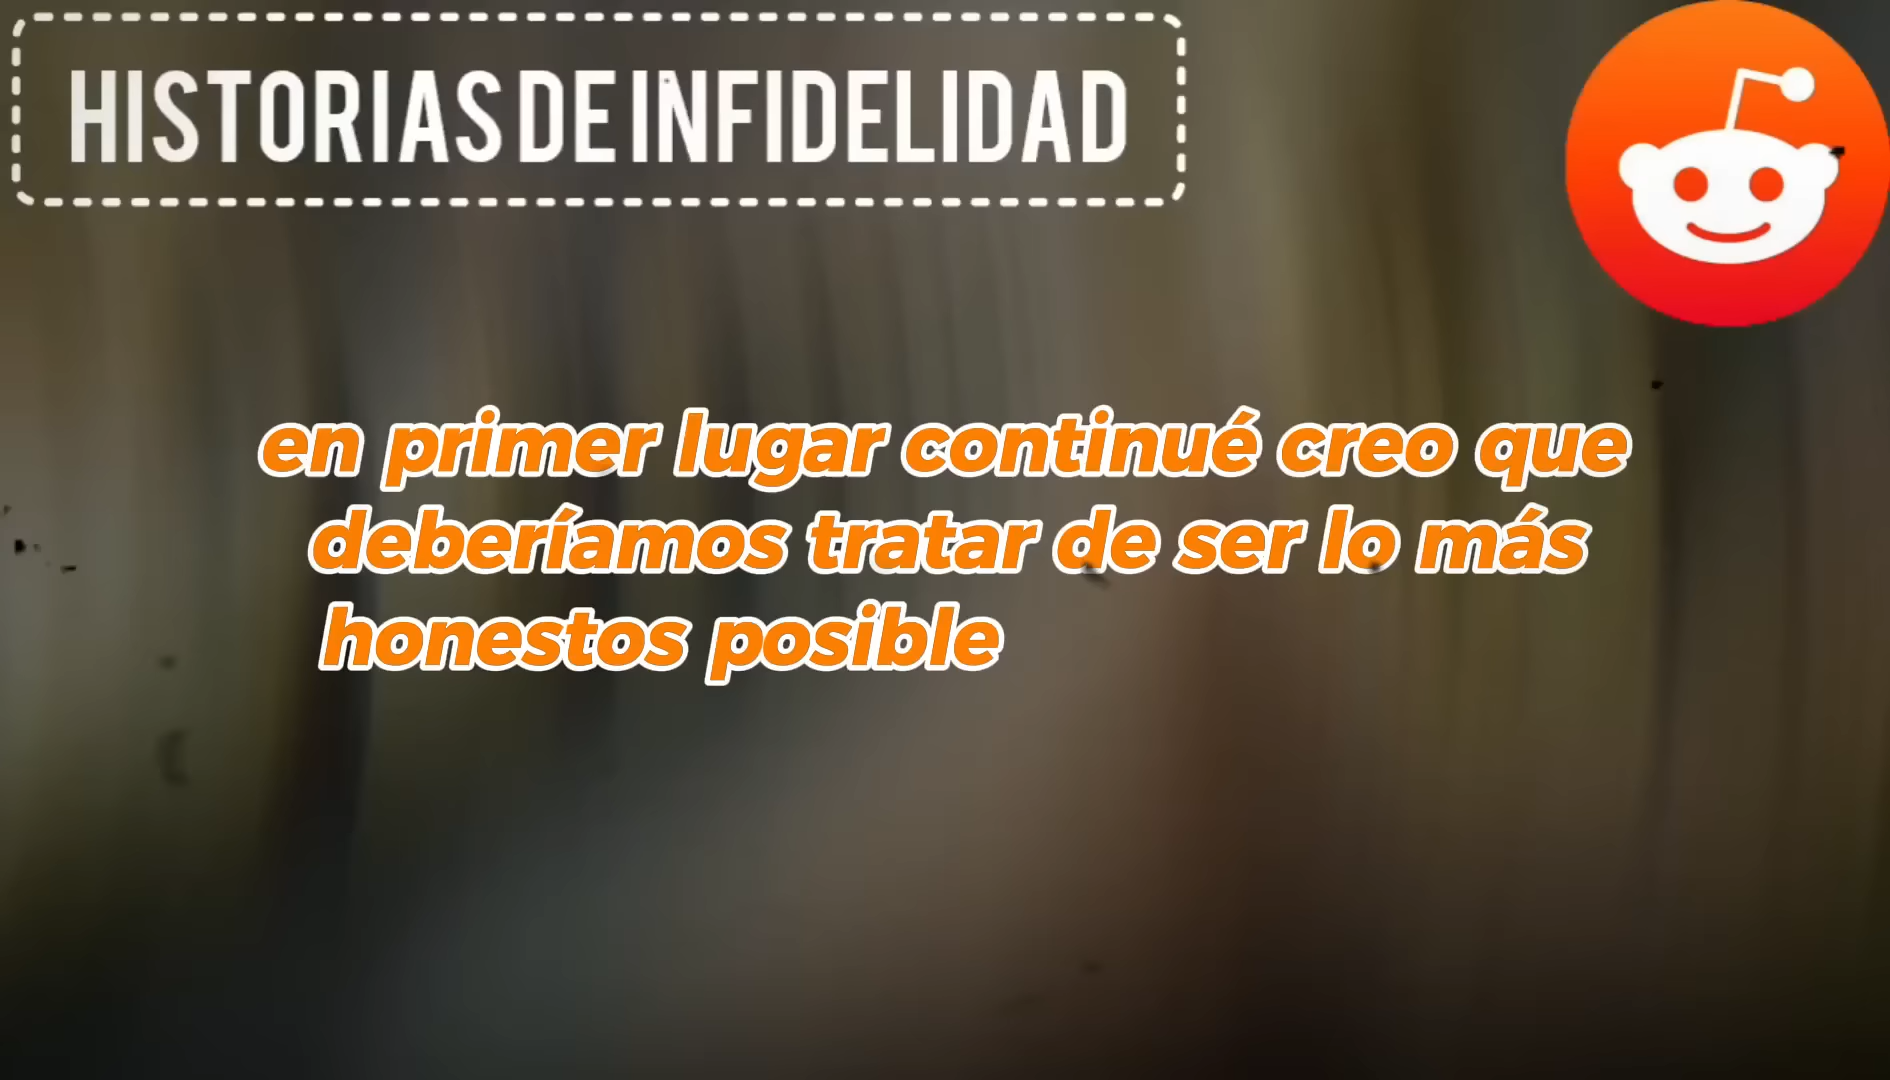 HISTORIAS DE INFIDELIDAD
en primer lugar continué creo que
deberíamos tratar de ser lo más
honestos posible